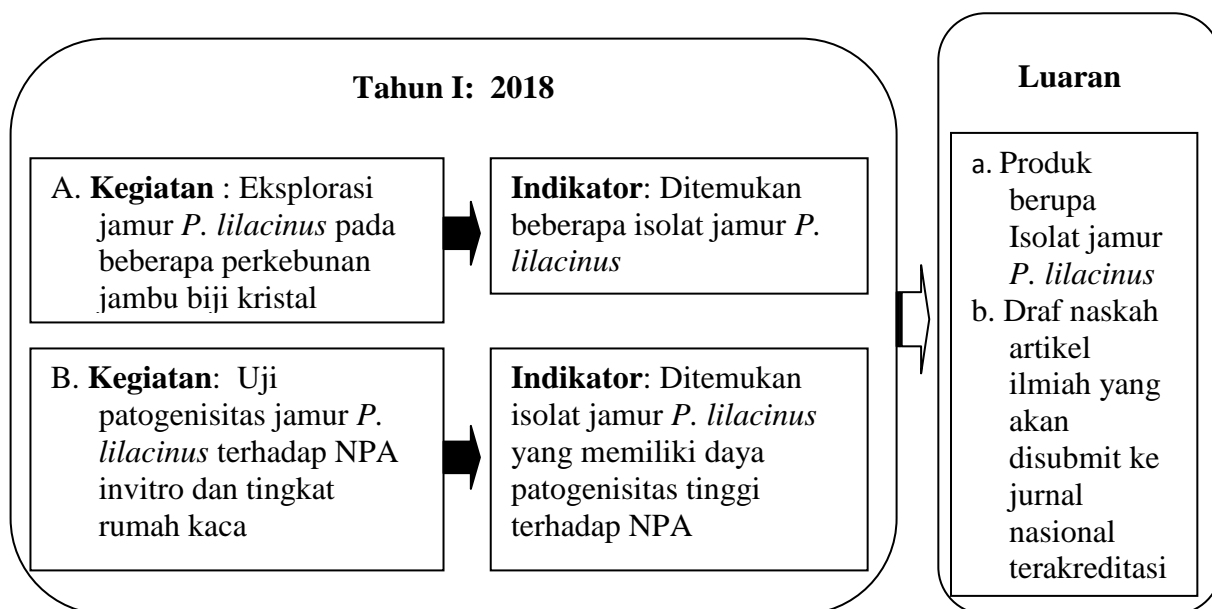 Tahun I: 2018
A. Kegiatan : Eksplorasi
jamur P. lilacinus pada
beberapa perkebunan
jambu biji kristal
Indikator: Ditemukan
beberapa isolat jamur P.
lilacinus
B. Kegiatan: Uji
patogenisitas jamur P.
lilacinus terhadap NPA
invitro dan tingkat
rumah kaca
Indikator: Ditemukan
isolat jamur P. lilacinus
yang memiliki daya
patogenisitas tinggi
terhadap NPA
Luaran
a. Produk
berupa
Isolat jamur
P. lilacinus
b. Draf naskah
artikel
ilmiah yang
akan
disubmit ke
jurnal
nasional
terakreditasi